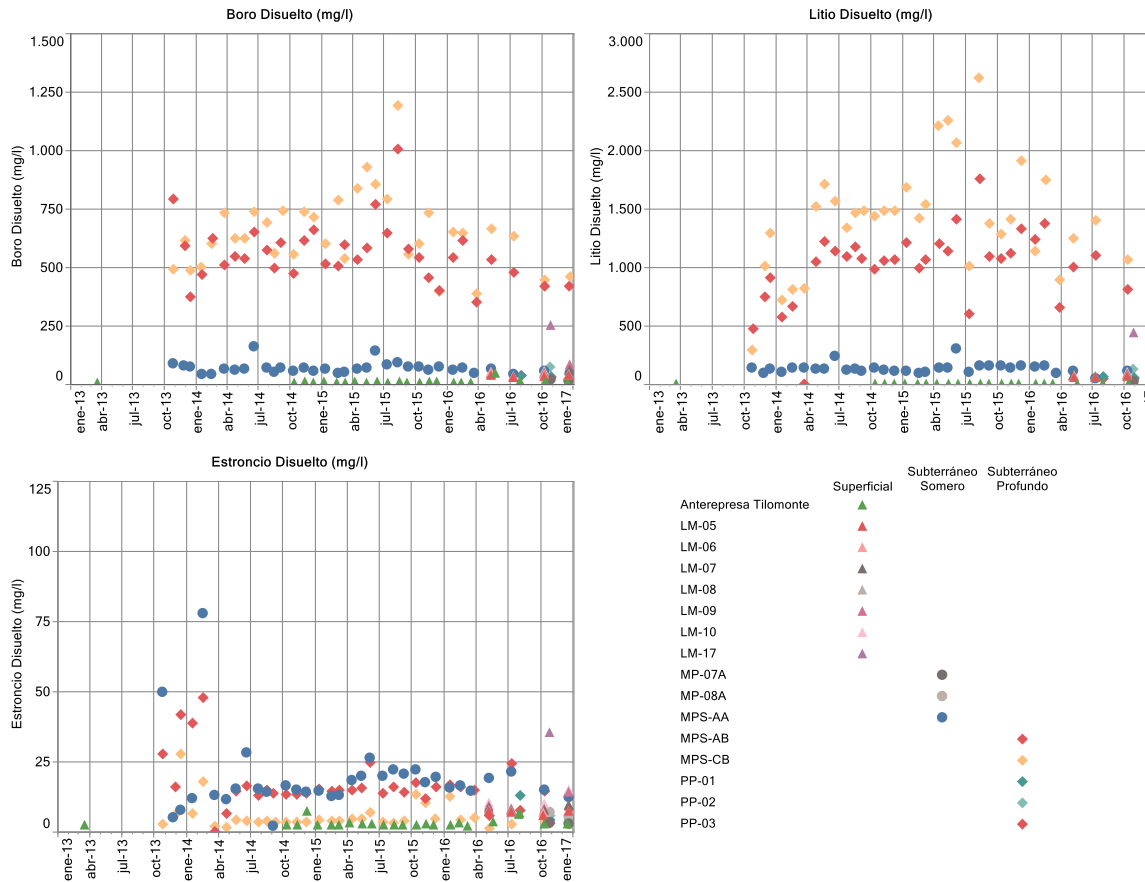 Boro Disuelto (mg/l)
Boro Disuelto (mg/l)
1.500
1.250
1.000
750
500
250
0
ene-13
abr-13
jul-13
oct-13
ene-14
abr-14
jul-14
oct-14
ene-15
abr-15
jul-15
oct-15
ene-16
abr-16
jul-16
oct-16
ene-17
Litio Disuelto (mg/l)
Litio Disuelto (mg/l)
3.000
2.500
2.000
1.500
1.000
500
0
ene-13
abr-13
jul-13
oct-13
ene-14
abr-14
jul-14
oct-14
ene-15
abr-15
jul-15
oct-15
ene-16
abr-16
jul-16
oct-16
Estroncio Disuelto (mg/l)
Estroncio Disuelto (mg/l)
125
100
75
50
25
0
ene-13
abr-13
jul-13
oct-13
ene-14
abr-14
jul-14
oct-14
ene-15
abr-15
jul-15
oct-15
ene-16
abr-16
jul-16
oct-16
ene-17
Superficial
Subterráneo
Somero
Subterráneo
Profundo
Anterepresa Tilomonte
LM-05
LM-06
LM-07
LM-08
LM-09
LM-10
LM-17
MP-07A
MP-08A
MPS-AA
MPS-AB
MPS-CB
PP-01
PP-02
PP-03